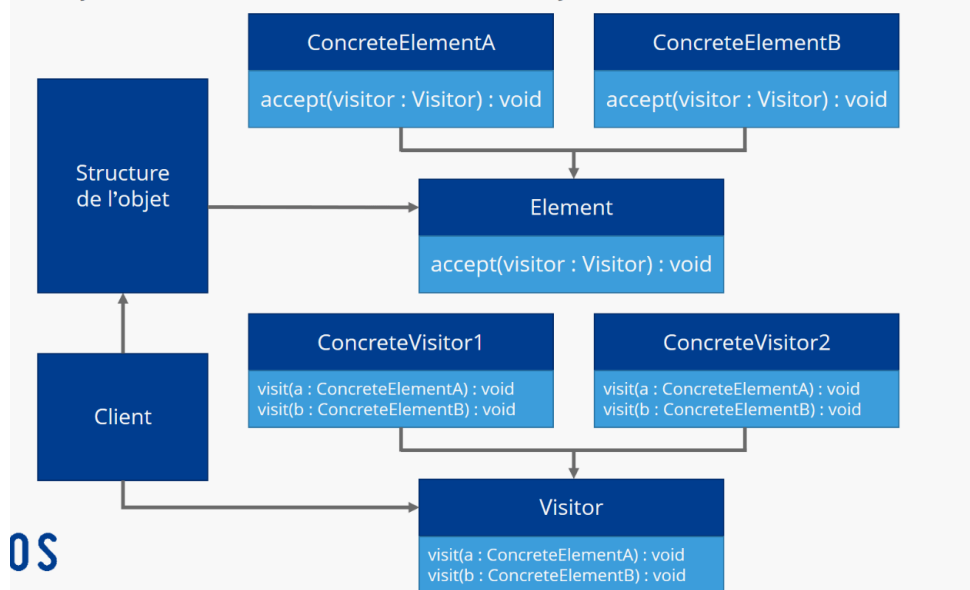 ConcreteElementA
accept(visitor : Visitor) : void
ConcreteElementB
accept(visitor : Visitor) : void
Structure
de l'objet
Element
accept(visitor : Visitor) : void
ConcreteVisitor1
visit(a : ConcreteElementA) : void
visit(b : ConcreteElementB) : void
ConcreteVisitor2
visit(a : ConcreteElementA) : void
visit(b : ConcreteElementB) : void
Client
Visitor
visit(a : ConcreteElementA) : void
visit(b : ConcreteElementB) : void
OS